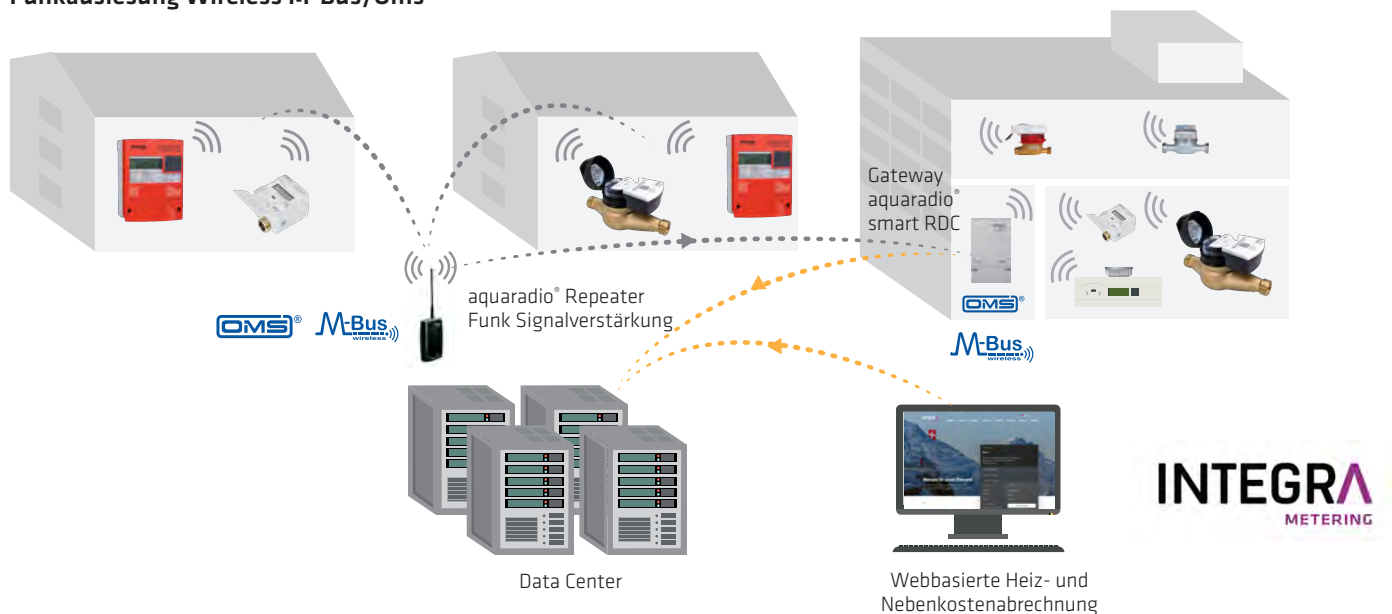 Funkauslesung Wireless M-Bus/Oms
Gateway
aquaradio®
smart RDC
OMS®
M-Bus
wireless
aquaradio® Repeater
Funk Signalverstärkung
OMS®
M-Bus
wireless
INTEGRA
METERING
Data Center
Webbasierte Heiz- und
Nebenkostenabrechnung